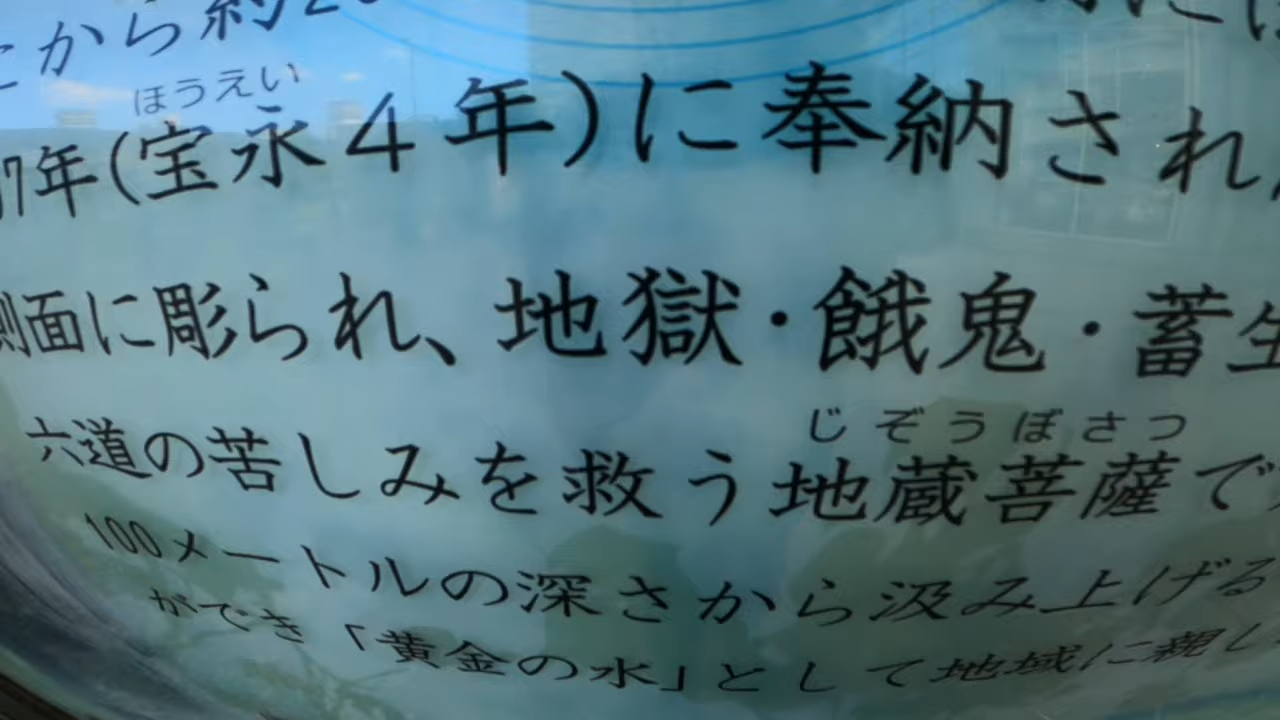 から約2
ほうえい
7年(宝永4年)に奉納され
側面に彫られ、地獄・餓鬼・蓄生
じぞうぼさつ
六道の苦しみを救う地蔵菩薩で
100メートルの深さから汲み上げる
ができ「黄金の水」として地域に親し